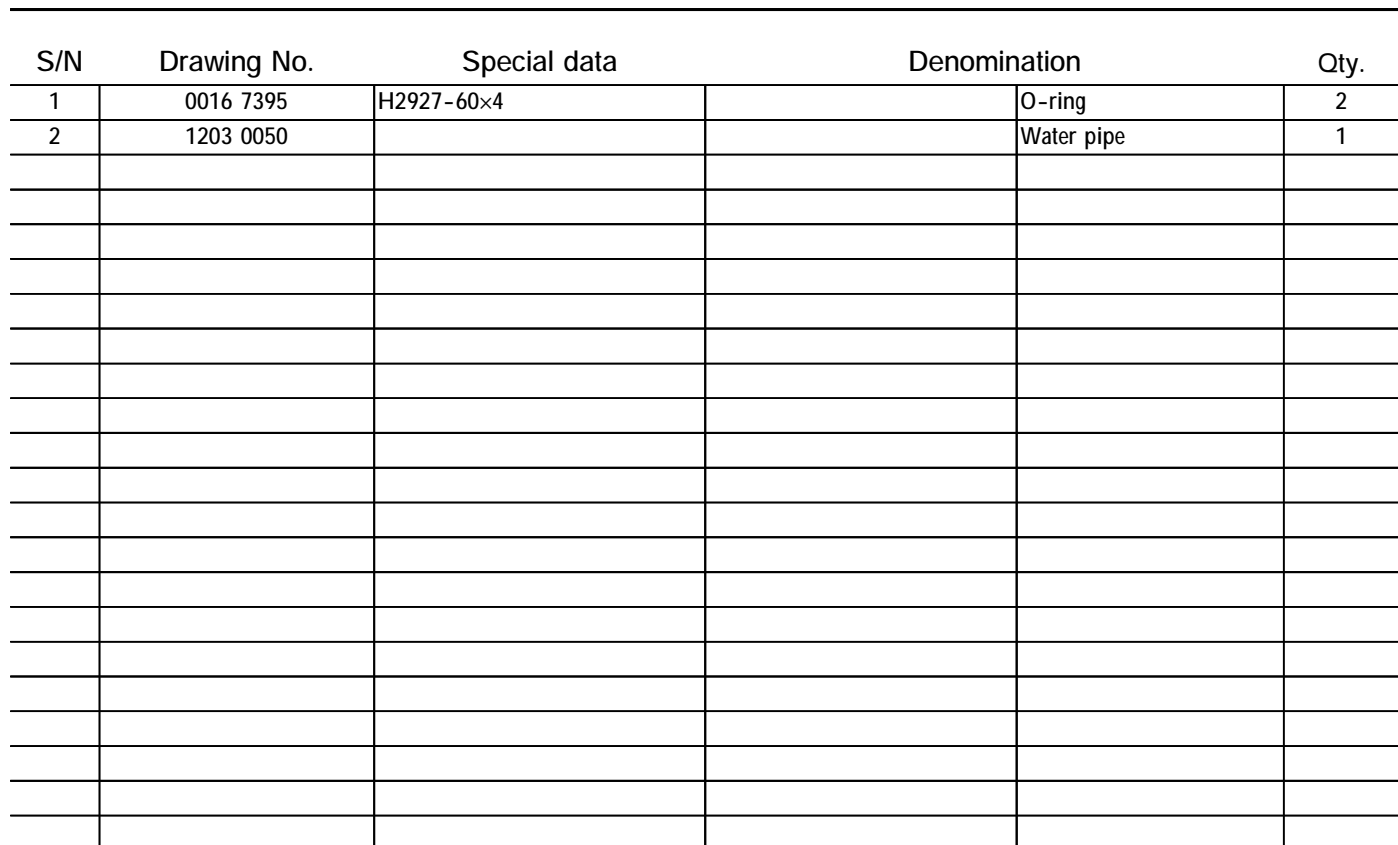 S/N Drawing No. Special data Denomination Qty.
1 0016 7395 H2927-60×4 O-ring 2
2 1203 0050 Water pipe 1